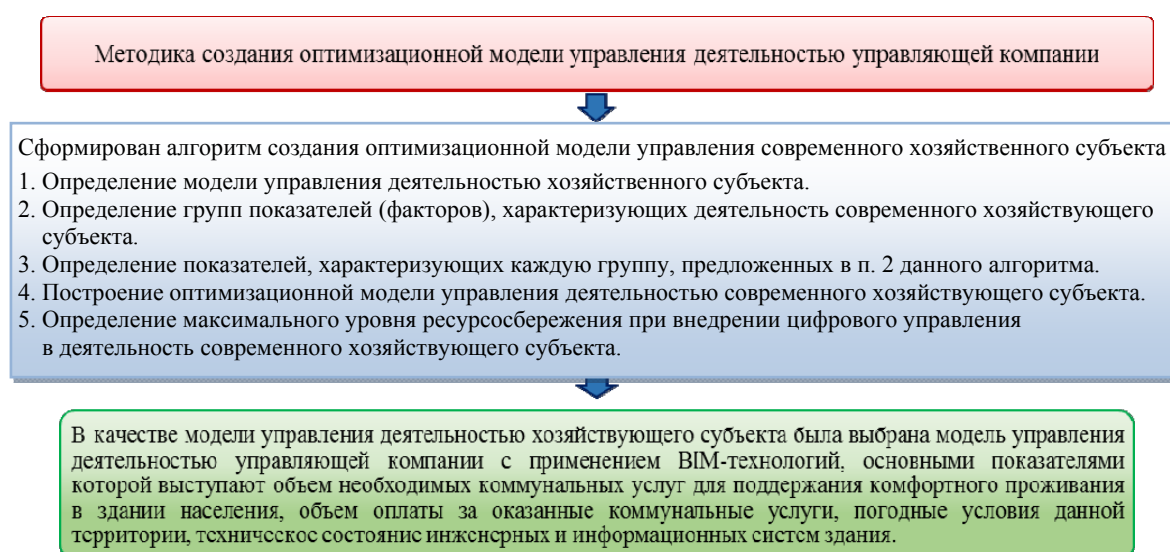 Методика создания оптимизационной модели управления деятельностью управляющей компании
Сформирован алгоритм создания оптимизационной модели управления современного хозяйственного субъекта
1. Определение модели управления деятельностью хозяйственного субъекта.
2. Определение групп показателей (факторов), характеризующих деятельность современного хозяйствующего
субъекта.
3. Определение показателей, характеризующих каждую группу, предложенных в п. 2 данного алгоритма.
4. Построение оптимизационной модели управления деятельностью современного хозяйствующего субъекта.
5. Определение максимального уровня ресурсосбережения при внедрении цифрового управления
в деятельность современного хозяйствующего субъекта.
В качестве модели управления деятельностью хозяйствующего субъекта была выбрана модель управления
деятельностью управляющей компании с применением BIM-технологий, основными показателями
которой выступают объем необходимых коммунальных услуг для поддержания комфортного проживания
в здании населения, объем оплаты за оказанные коммунальные услуги, погодные условия данной
территории, техническое состояние инженерных и информационных систем здания.